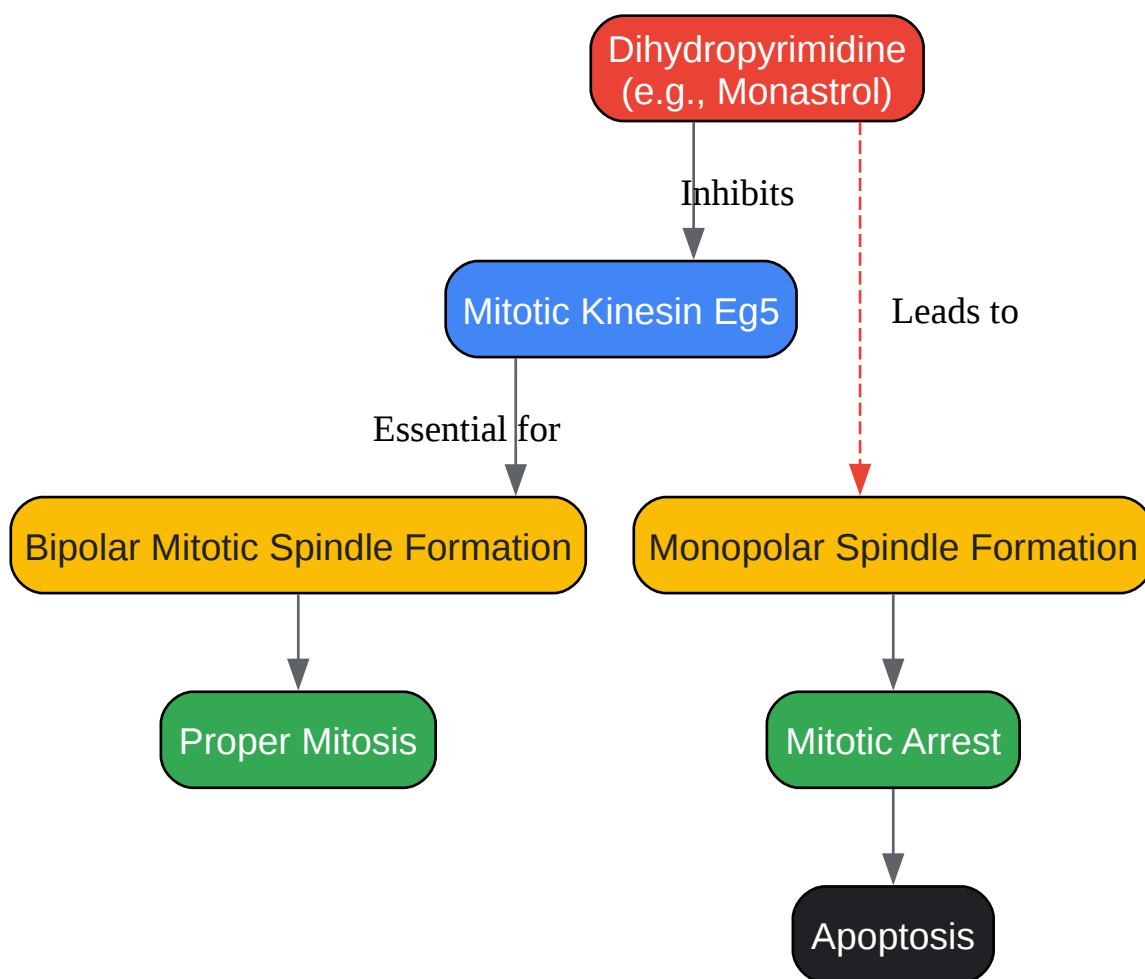 Dihydropyrimidine
(e.g., Monastrol)
Inhibits
Mitotic Kinesin Eg5
Leads to
Essential for
Bipolar Mitotic Spindle Formation
Monopolar Spindle Formation
Proper Mitosis
Mitotic Arrest
Apoptosis